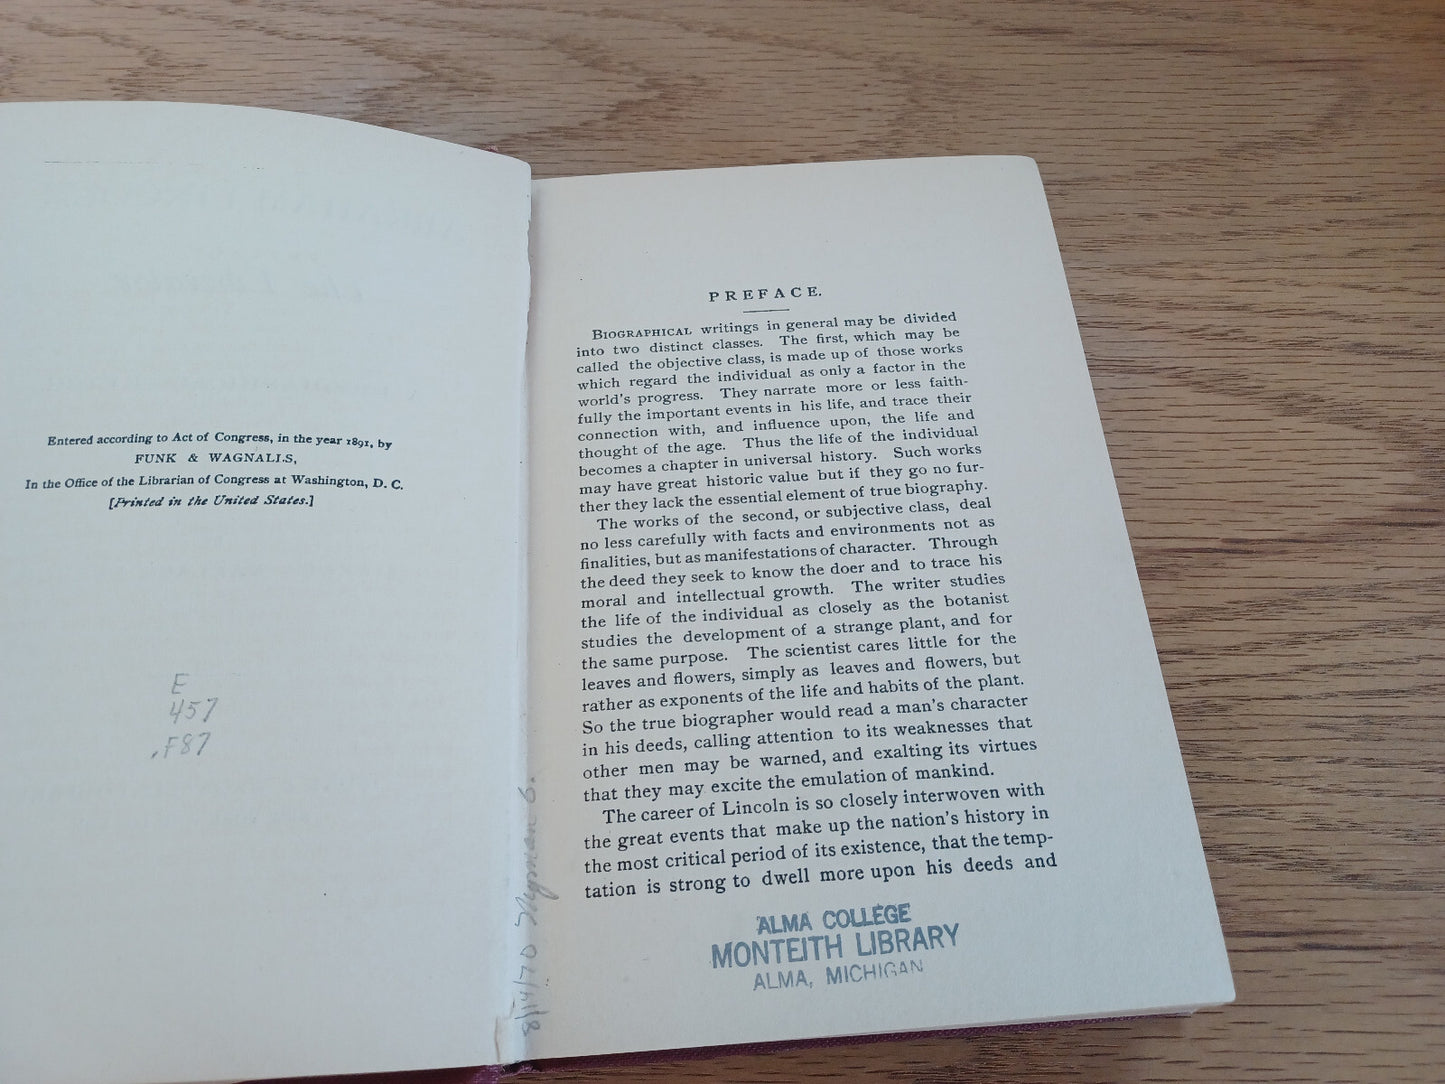 Entered according to Act of Congress, in the year 1891, by
FUNK & WAGNALLS,
In the Office of the Librarian of Congress at Washington, D. C.
[Printed in the United States.]
E
457
.F87
8/14/70
PREFACE.
BIOGRAPHICAL writings in general may be divided
into two distinct classes. The first, which may be
called the objective class, is made up of those works
which regard the individual as only a factor in the
world's progress. They narrate more or less faith-
fully the important events in his life, and trace their
connection with, and influence upon, the life and
thought of the age. Thus the life of the individual
becomes a chapter in universal history. Such works
may have great historic value but if they go no fur-
ther they lack the essential element of true biography.
The works of the second, or subjective class, deal
no less carefully with facts and environments not as
finalities, but as manifestations of character. Through
the deed they seek to know the doer and to trace his
moral and intellectual growth. The writer studies
the life of the individual as closely as the botanist
studies the development of a strange plant, and for
the same purpose. The scientist cares little for the
leaves and flowers, simply as leaves and flowers, but
rather as exponents of the life and habits of the plant.
So the true biographer would read a man's character
in his deeds, calling attention to its weaknesses that
other men may be warned, and exalting its virtues
that they may excite the emulation of mankind.
The career of Lincoln is so closely interwoven with
the great events that make up the nation's history in
the most critical period of its existence, that the temp-
tation is strong to dwell more upon his deeds and
ALMA COLLEGE
MONTEITH LIBRARY
ALMA, MICHIGAN